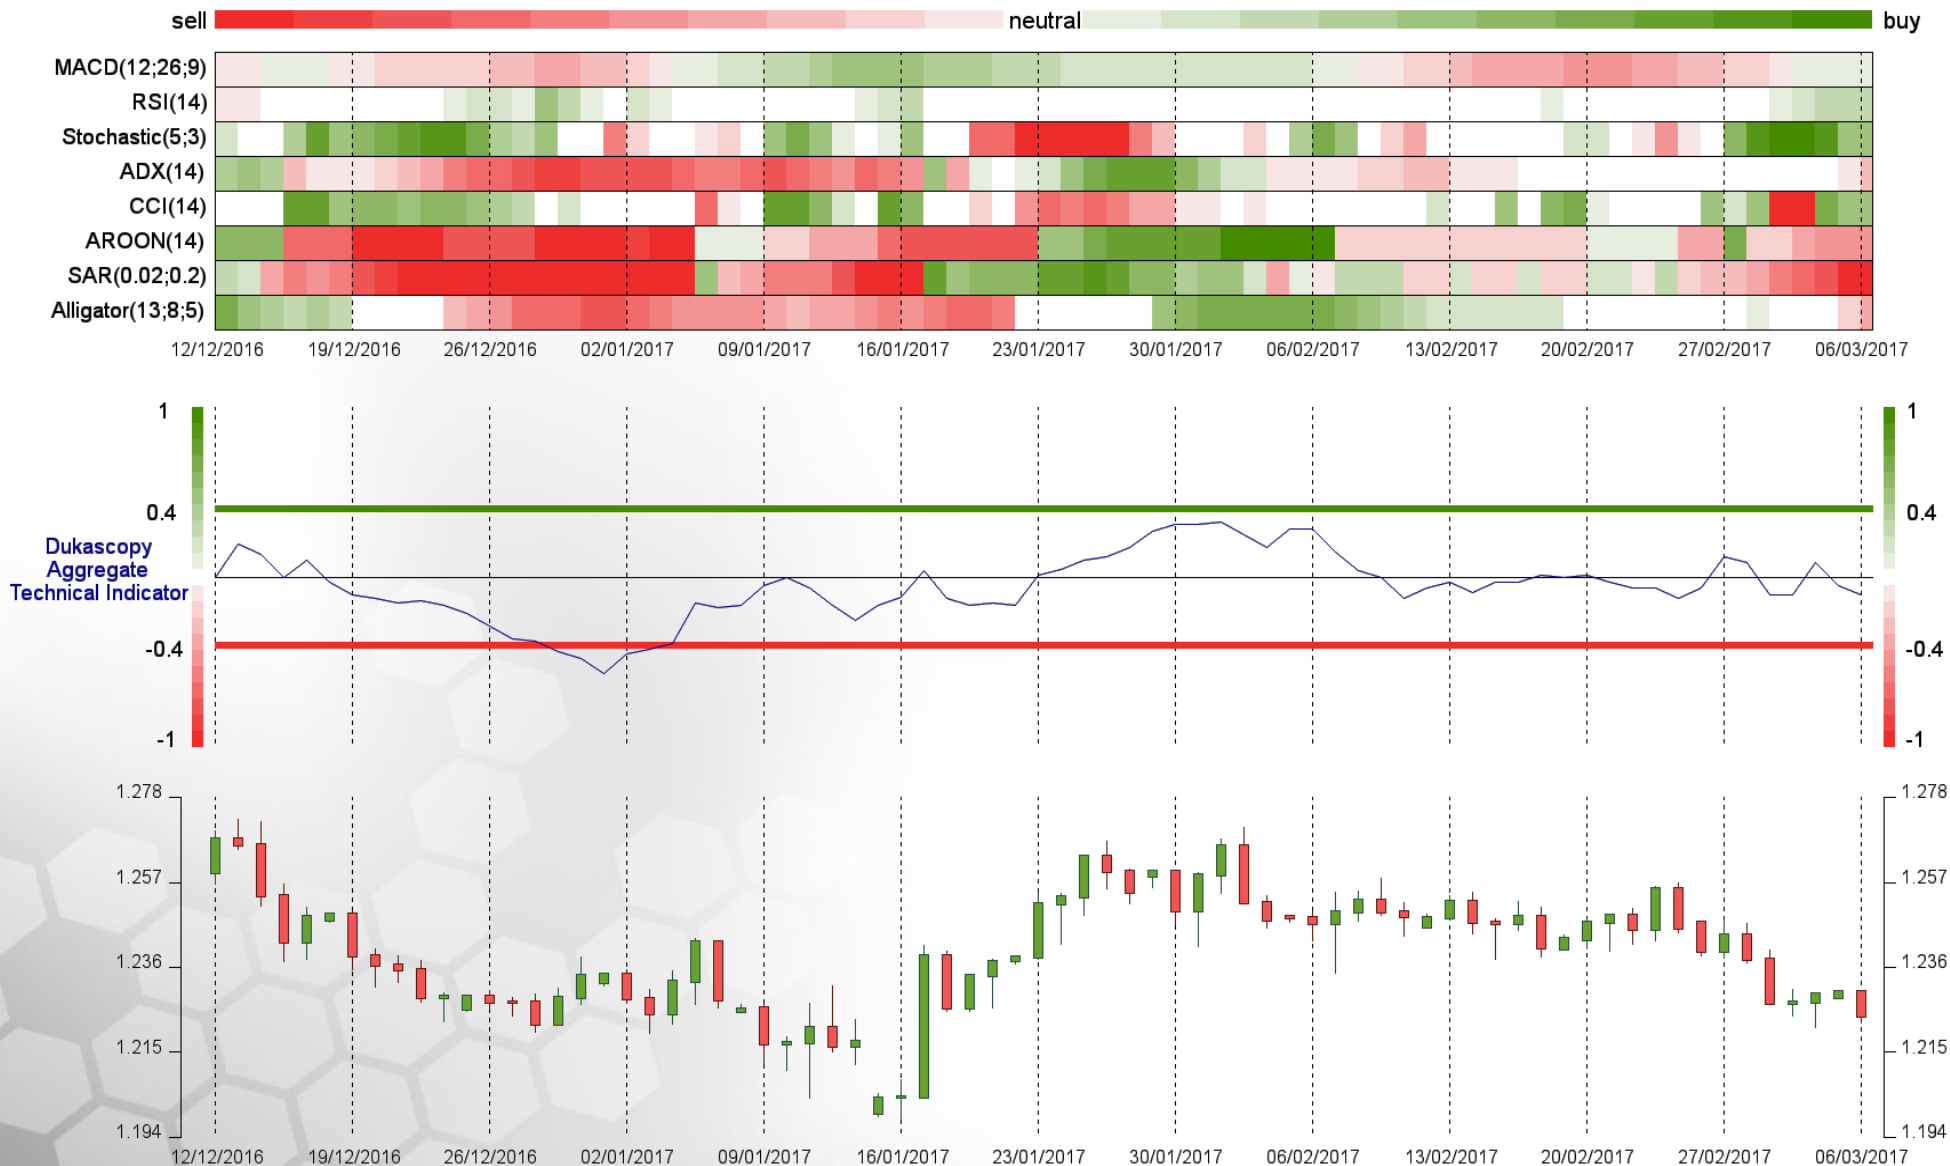 sell neutral buy
MACD(12;26;9)
RSI(14)
Stochastic(5;3)
ADX(14)
CCI(14)
AROON(14)
SAR(0.02;0.2)
Alligator(13;8;5)
12/12/2016 19/12/2016 26/12/2016 02/01/2017 09/01/2017 16/01/2017 23/01/2017 30/01/2017 06/02/2017 13/02/2017 20/02/2017 27/02/2017 06/03/2017
1 1
0.4 0.4
Dukascopy
Aggregate
Technical Indicator
-0.4 -0.4
-1 -1
1.278 1.278
1.257 1.257
1.236 1.236
1.215 1.215
1.194 1.194
12/12/2016 19/12/2016 26/12/2016 02/01/2017 09/01/2017 16/01/2017 23/01/2017 30/01/2017 06/02/2017 13/02/2017 20/02/2017 27/02/2017 06/03/2017